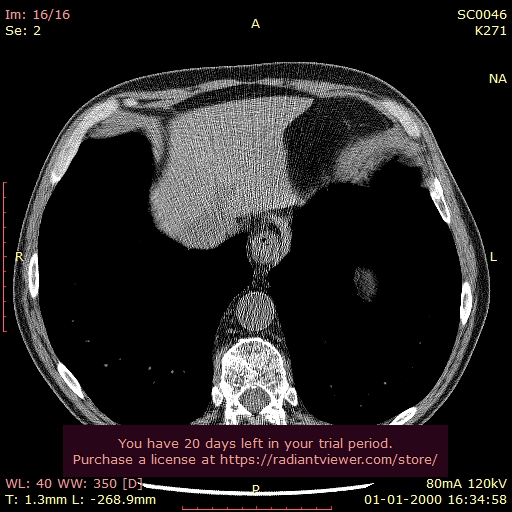 Im: 16/16
Se: 2
A
SC0046
K271
NA
R
L
You have 20 days left in your trial period.
Purchase a license at https://radiantviewer.com/store/
WL: 40 WW: 350 [D]
T: 1.3mm L: -268.9mm
P
80mA 120kV
01-01-2000 16:34:58